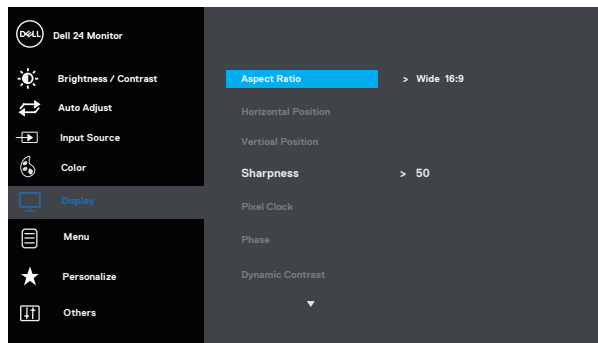 DELL
Dell 24 Monitor
Brightness / Contrast
Auto Adjust
Input Source
Color
Display
Menu
Personalize
Others
Aspect Ratio > Wide 16:9
Horizontal Position
Vertical Position
Sharpness > 50
Pixel Clock
Phase
Dynamic Contrast